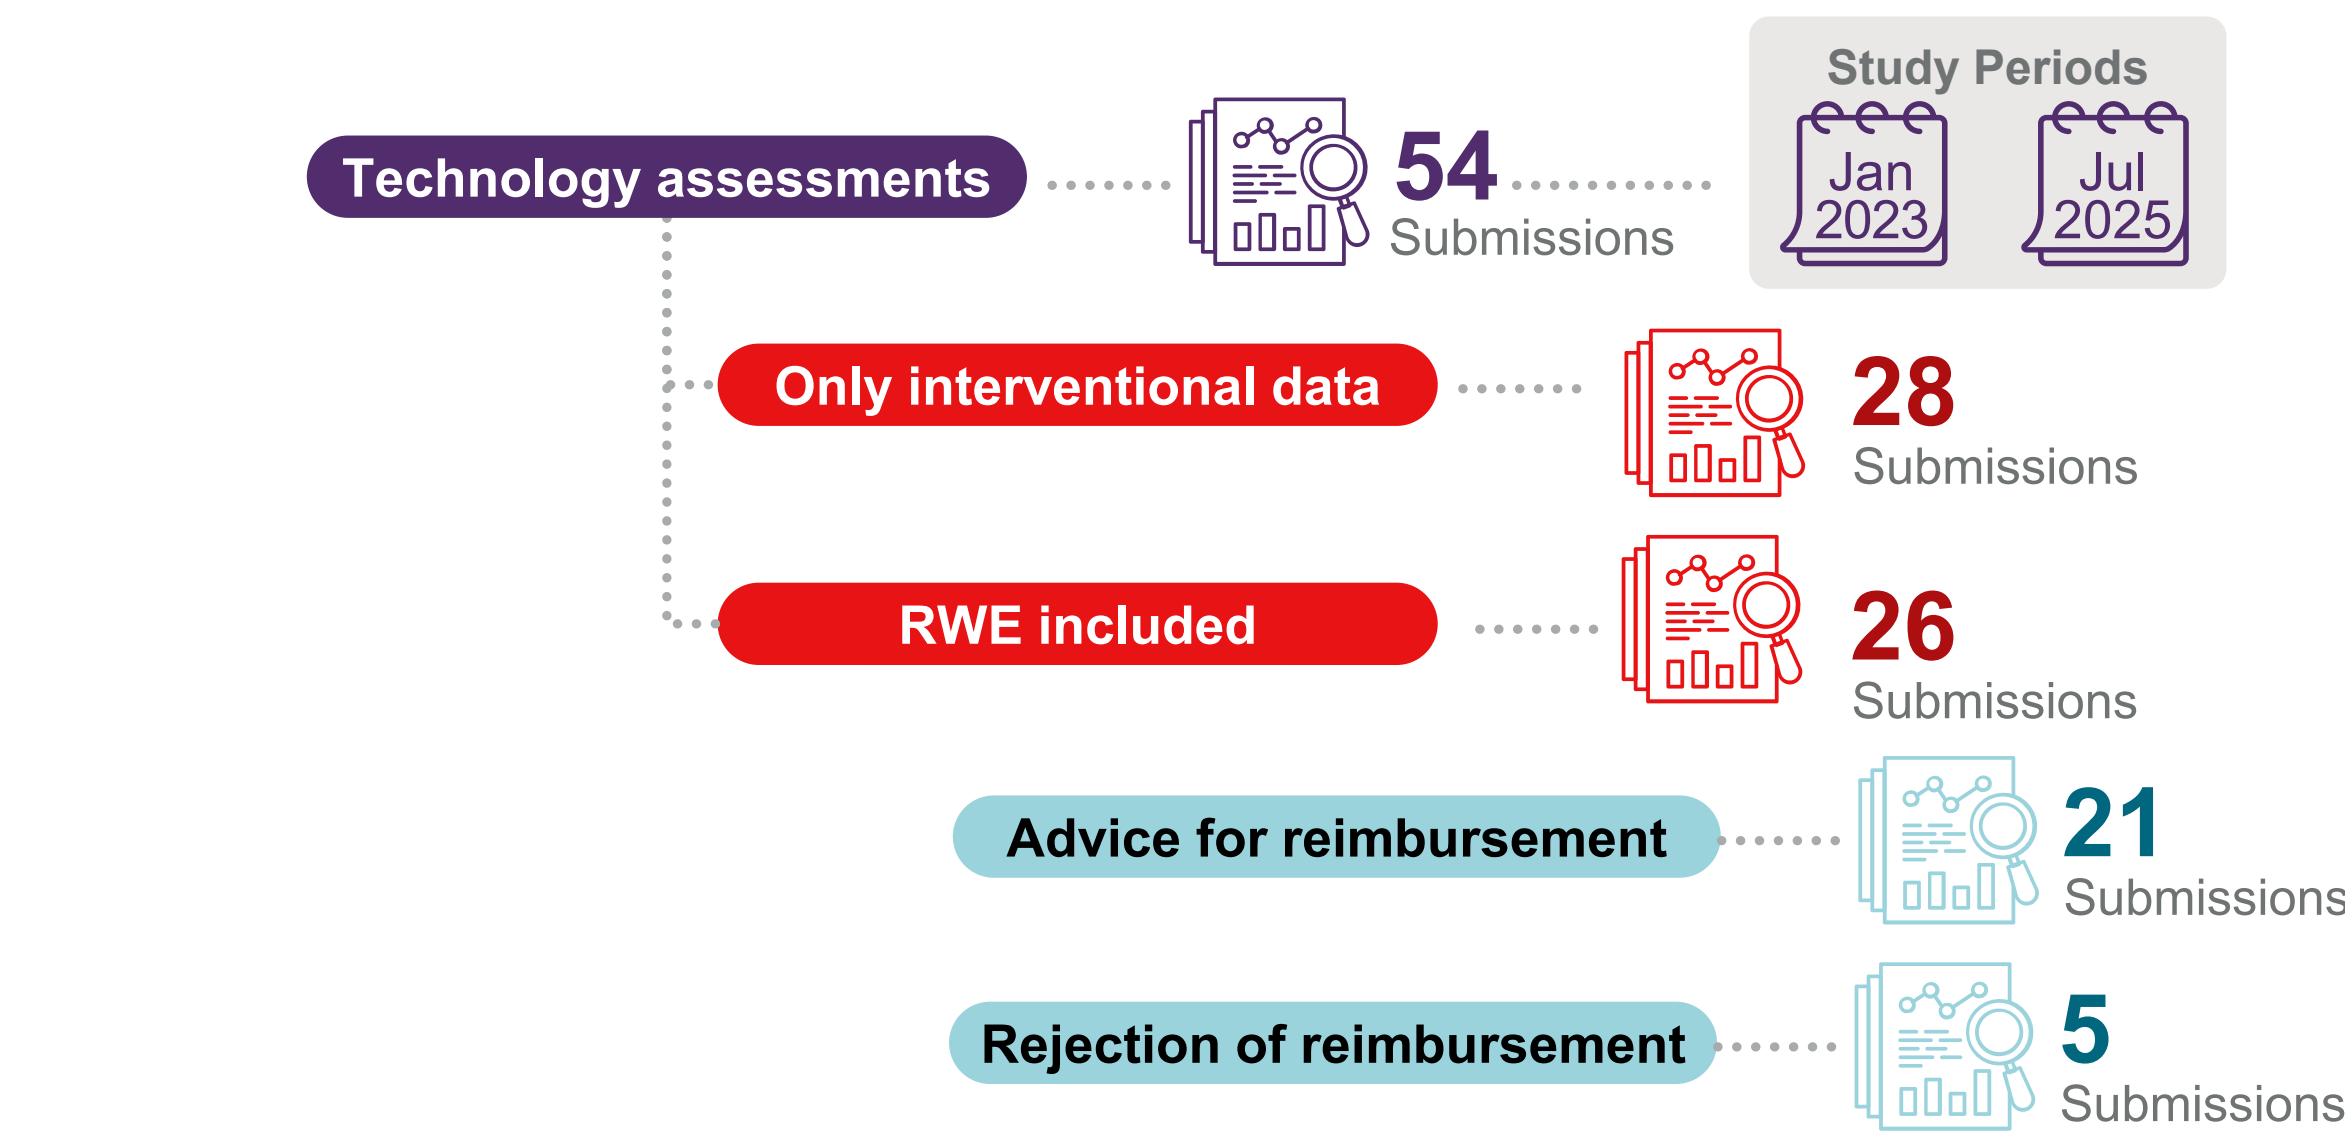 Study Periods
Technology assessments
54
Submissions
Jan
2023
Jul
2025
Only interventional data
28
Submissions
RWE included
26
Submissions
Advice for reimbursement
21
Submissions
Rejection of reimbursement
5
Submissions